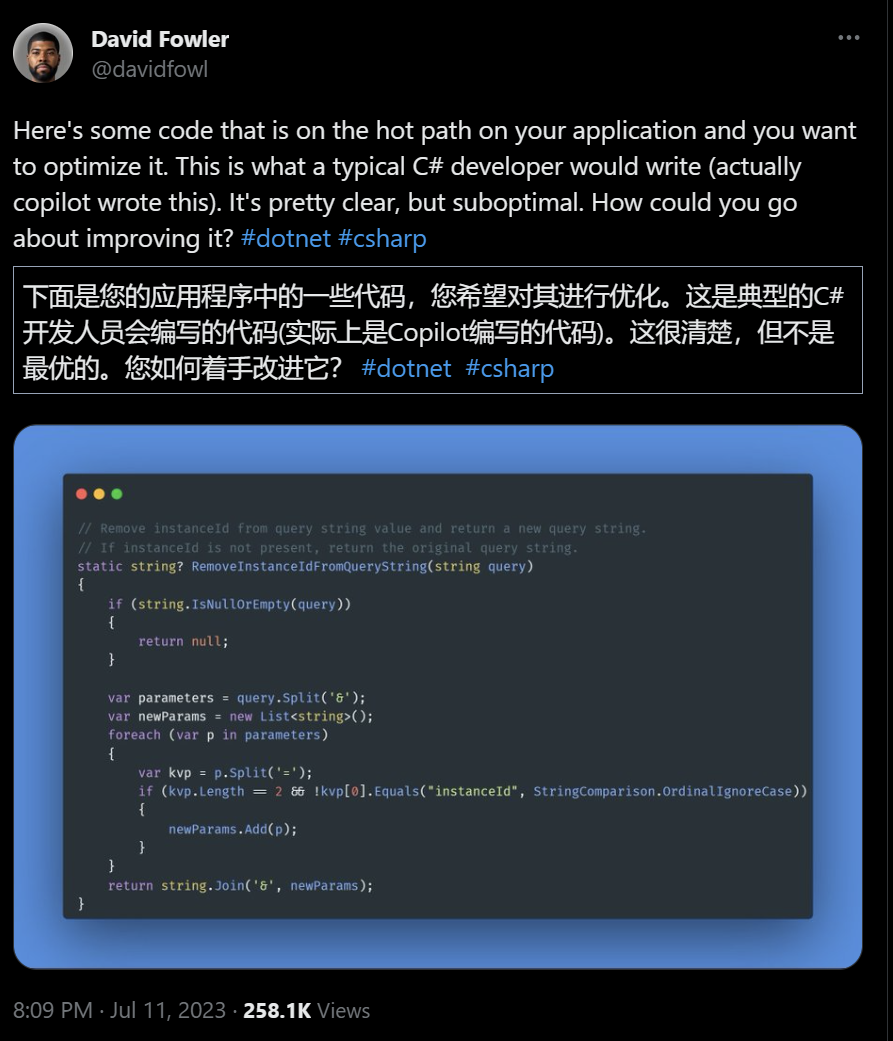 David Fowler
@davidfowl
Here's some code that is on the hot path on your application and you want
to optimize it. This is what a typical C# developer would write (actually
copilot wrote this). It's pretty clear, but suboptimal. How could you go
about improving it? #dotnet #csharp
下面是您的应用程序中的一些代码，您希望对其进行优化。这是典型的C#
开发人员会编写的代码(实际上是Copilot编写的代码)。这很清楚，但不是
最优的。您如何着手改进它？ #dotnet #csharp
// Remove instanceId from query string value and return a new query string.
// If instanceId is not present, return the original query string.
static string? RemoveInstanceIdFromQueryString(string query)
{
    if (string.IsNullOrEmpty(query))
    {
        return null;
    }
    var parameters = query.Split('&');
    var newParams = new List<string>();
    foreach (var p in parameters)
    {
        var kvp = p.Split('=');
        if (kvp.Length == 2 && !kvp[0].Equals("instanceId", StringComparison.OrdinalIgnoreCase))
        {
            newParams.Add(p);
        }
    }
    return string.Join('&', newParams);
}
8:09 PM · Jul 11, 2023 · 258.1K Views